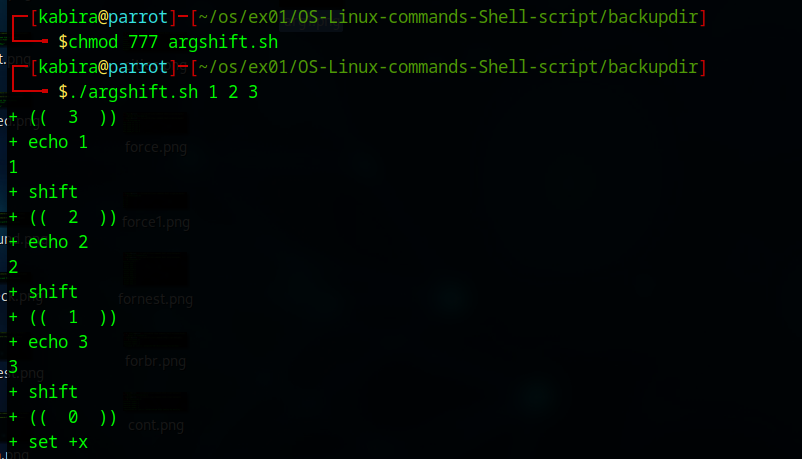 [kabira@parrot]-[~/os/ex01/OS-Linux-commands-Shell-script/backupdir]
$chmod 777 argshift.sh
[kabira@parrot]-[~/os/ex01/OS-Linux-commands-Shell-script/backupdir]
$./argshift.sh 1 2 3
+ ((  3  ))
+ echo 1
force.png
1
+ shift
force1.png
+ ((  2  ))
+ echo 2
2
+ shift
fornest.png
+ ((  1  ))
+ echo 3
forbr.png
3
+ shift
+ ((  0  ))
cont.png
+ set +x